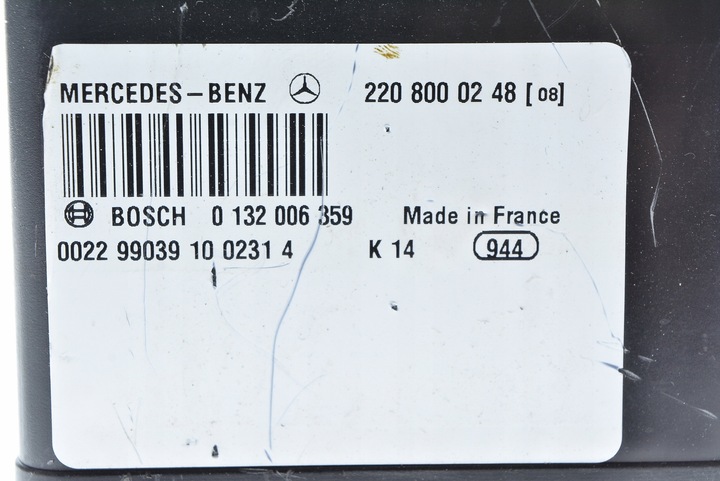 MERCEDES-BENZ 220 800 02 48 [08]
BOSCH 0 132 006 359 Made in France
0022 99039 10 0231 4 K 14 944